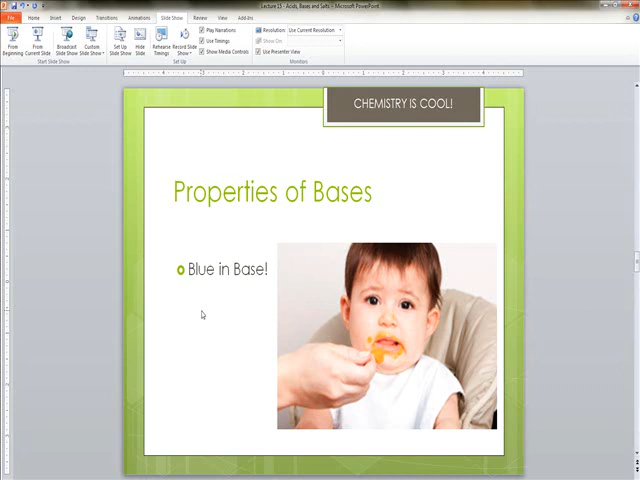 Lecture 15 - Acids, Bases and Salts - Microsoft PowerPoint
File Home Insert Design Transitions Animations Slide Show Review View Add-Ins
From Beginning
From Current Slide
Broadcast Slide Show
Custom Slide Show
Set Up Slide Show
Hide Slide
Rehearse Timings
Record Slide Show
Play Narrations
Use Timings
Show Media Controls
Resolution: Use Current Resolution
Show On:
Use Presenter View
Start Slide Show Set Up Monitors
CHEMISTRY IS COOL!
Properties of Bases
Blue in Base!